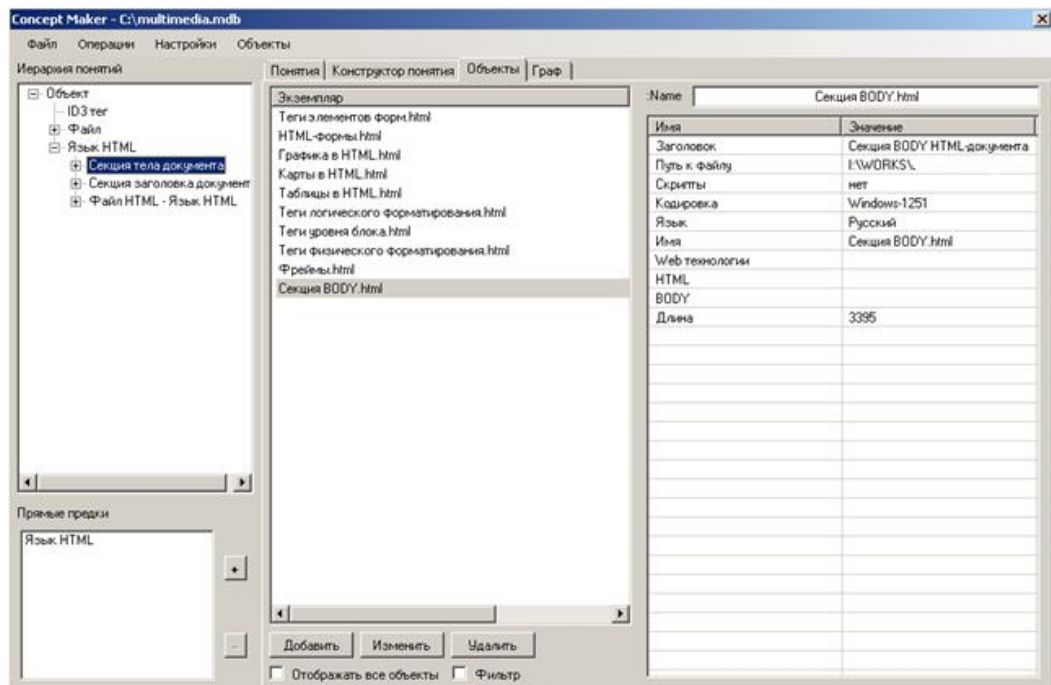 Concept Maker - C:\multimedia.mdb
Файл Операции Настройки Объекты
Иерархия понятий
Объект
ID3 тег
Файл
Язык HTML
Секция тела документа
Секция заголовка документ
Файл HTML - Язык HTML
Прямые предки
Язык HTML
+
-
Понятия Конструктор понятия Объекты Граф
Экземпляр
Теги элементов форм.html
HTML-формы.html
Графика в HTML.html
Карты в HTML.html
Таблицы в HTML.html
Теги логического форматирования.html
Теги уровня блока.html
Теги физического форматирования.html
Фреймы.html
Секция BODY.html
Добавить Изменить Удалить
Отображать все объекты Фильтр
:Name Секция BODY.html
Имя Значение
Заголовок Секция BODY HTML-документа
Путь к файлу I:\WORKS\.
Скрипты нет
Кодировка Windows-1251
Язык Русский
Имя Секция BODY.html
Web технологии
HTML
BODY
Длина 3395